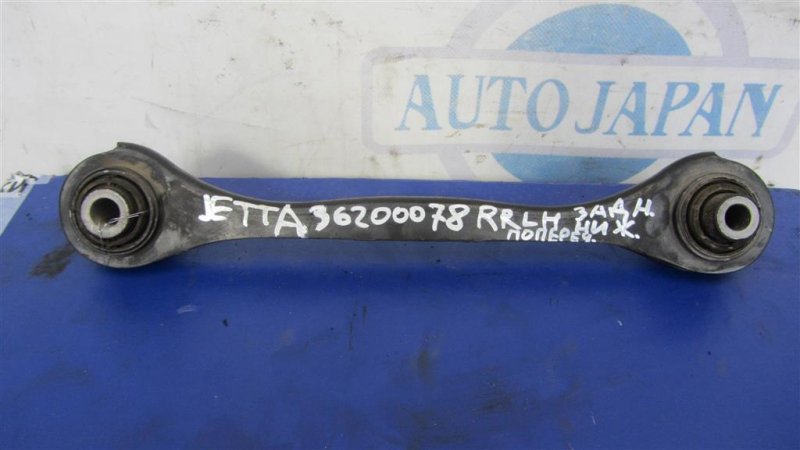 AUTO JAPAN
JETTA 36200078 RRLH ЗАДН.
ПОПЕРЕЧ. НИЖ.